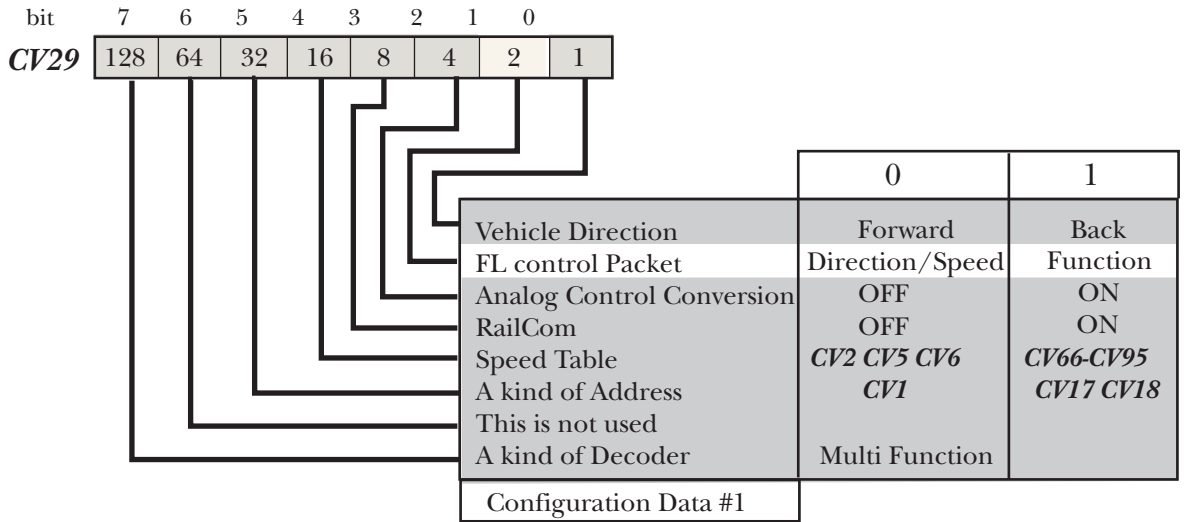 bit 7 6 5 4 3 2 1 0
CV29 128 64 32 16 8 4 2 1
0 1
Vehicle Direction Forward Back
FL control Packet Direction/Speed Function
Analog Control Conversion OFF ON
RailCom OFF ON
Speed Table CV2 CV5 CV6 CV66-CV95
A kind of Address CV1 CV17 CV18
This is not used
A kind of Decoder Multi Function
Configuration Data #1